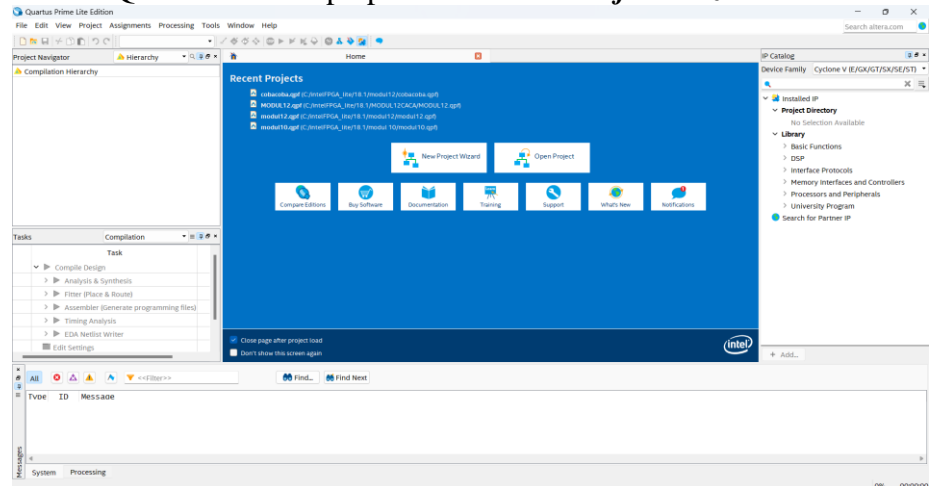 Quartus Prime Lite Edition
File Edit View Project Assignments Processing Tools Window Help
Search altera.com
Project Navigator
Hierarchy
Compilation Hierarchy
Home
Recent Projects
cobacoba.qpf (C:/intelFPGA_lite/18.1/modul12/cobacoba.qpf)
MODUL12.qpf (C:/intelFPGA_lite/18.1/MODUL12CACA/MODUL12.qpf)
modul12.qpf (C:/intelFPGA_lite/18.1/modul12/modul12.qpf)
modul10.qpf (C:/intelFPGA_lite/18.1/modul 10/modul10.qpf)
New Project Wizard
Open Project
Compare Editions
Buy Software
Documentation
Training
Support
What's New
Notifications
Close page after project load
Don't show this screen again
intel
IP Catalog
Device Family Cyclone V (E/GX/GT/SX/SE/ST)
Installed IP
Project Directory
No Selection Available
Library
Basic Functions
DSP
Interface Protocols
Memory Interfaces and Controllers
Processors and Peripherals
University Program
Search for Partner IP
+ Add...
Tasks
Compilation
Task
Compile Design
Analysis & Synthesis
Fitter (Place & Route)
Assembler (Generate programming files)
Timing Analysis
EDA Netlist Writer
Edit Settings
All
<<Filter>>
Find...
Find Next
Type ID Message
Messages
System Processing
0% 00:00:00